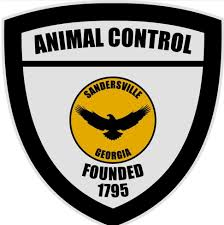 ANIMAL CONTROL
SANDERSVILLE
GEORGIA
FOUNDED
1795